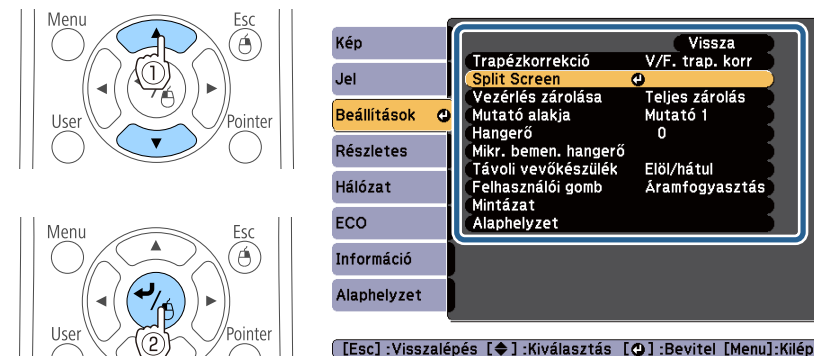 Menu
Esc
1
User
Pointer
Menu
Esc
User
Pointer
2
Kép
Jel
Beállítások
Részletes
Hálózat
ECO
Információ
Alaphelyzet
Vissza
Trapézkorrekció V/F. trap. korr
Split Screen
Vezérlés zárolása Teljes zárolás
Mutató alakja Mutató 1
Hangerő 0
Mikr. bemen. hangerő
Távoli vevőkészülék Elöl/hátul
Felhasználói gomb Áramfogyasztás
Mintázat
Alaphelyzet
[Esc] :Visszalépés [◆] :Kiválasztás [⏎] :Bevitel [Menu]:Kilép